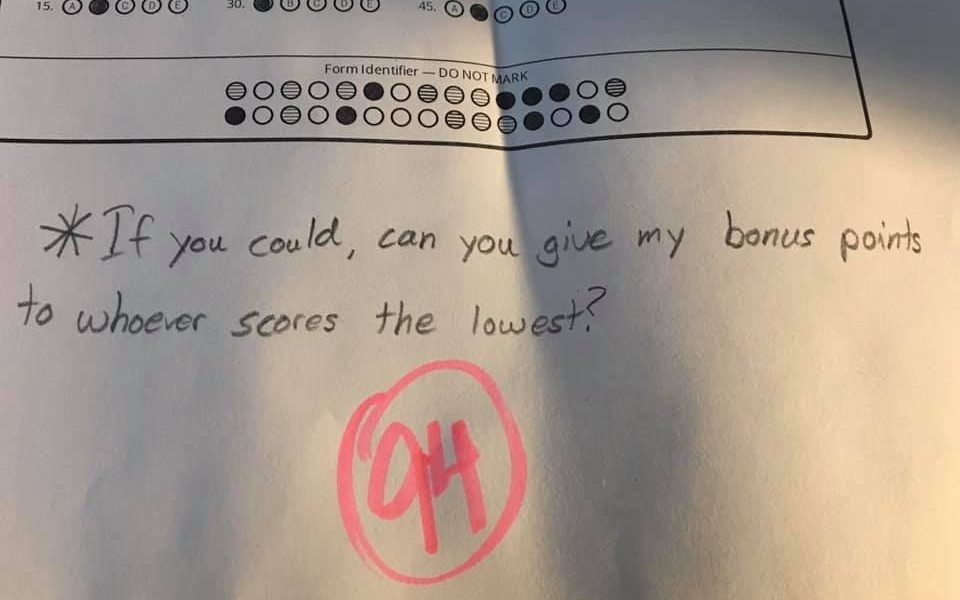 15. A C D E 30. B C D E 45. A C D E
Form Identifier — DO NOT MARK
*If you could, can you give my bonus points
to whoever scores the lowest?
94